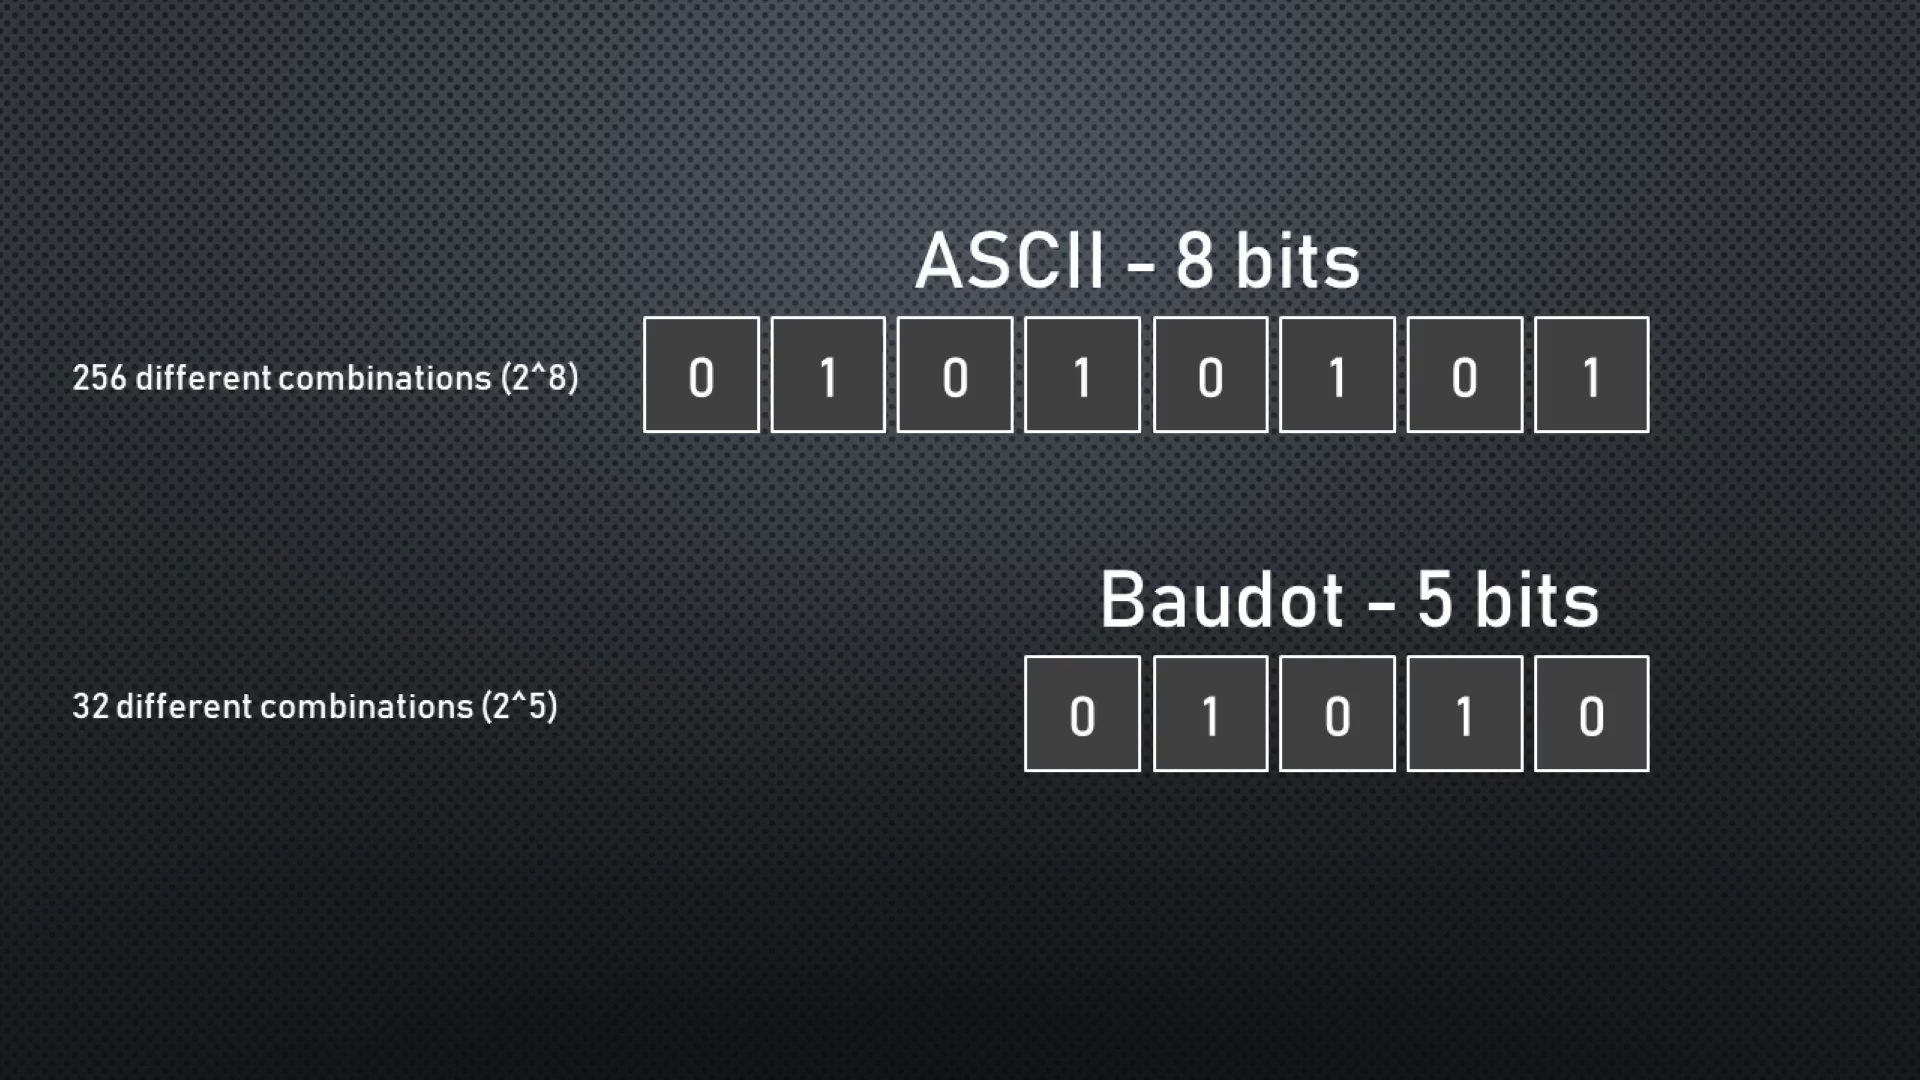 ASCII - 8 bits
256 different combinations (2^8) 0 1 0 1 0 1 0 1
Baudot - 5 bits
32 different combinations (2^5) 0 1 0 1 0